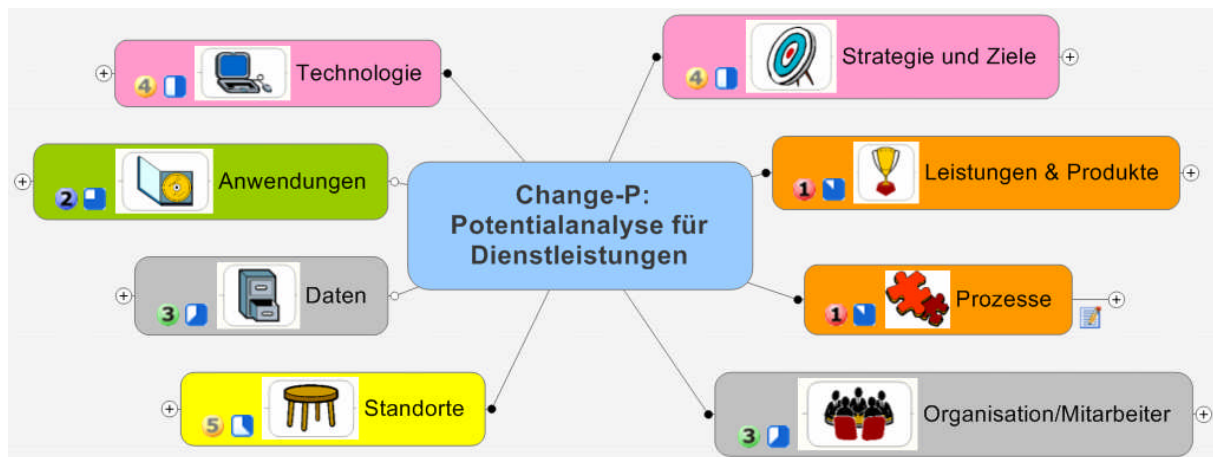 Change-P:
Potentialanalyse für
Dienstleistungen
4 Strategie und Ziele
1 Leistungen & Produkte
1 Prozesse
3 Organisation/Mitarbeiter
4 Technologie
2 Anwendungen
3 Daten
5 Standorte